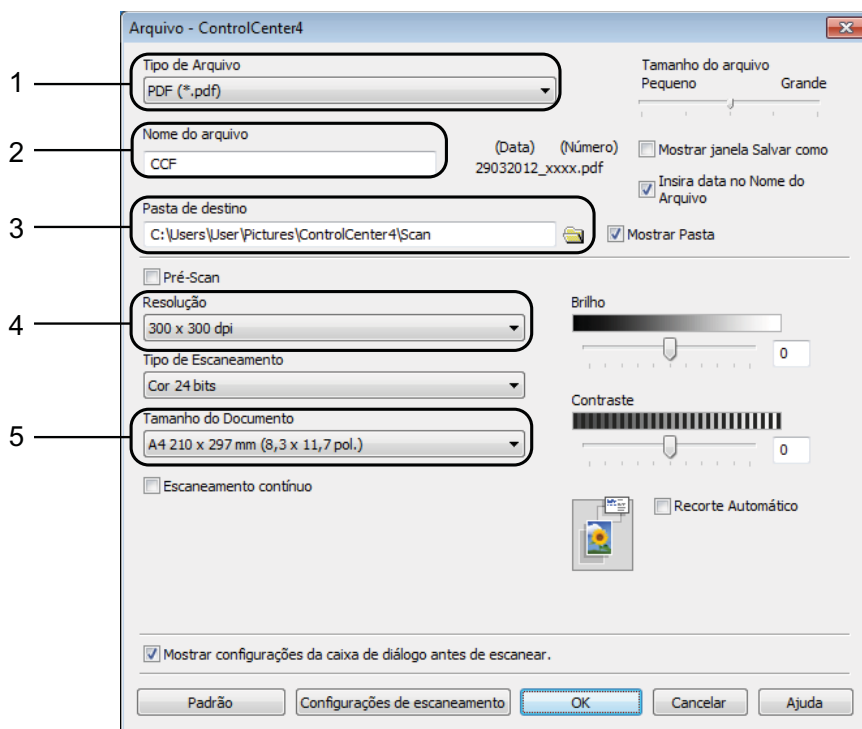 Arquivo - ControlCenter4
1
Tipo de Arquivo
PDF (*.pdf)
Tamanho do arquivo
Pequeno Grande
2
Nome do arquivo
CCF
(Data) (Número)
29032012_xxxx.pdf
Mostrar janela Salvar como
Insira data no Nome do
Arquivo
3
Pasta de destino
C:\Users\User\Pictures\ControlCenter4\Scan
Mostrar Pasta
Pré-Scan
4
Resolução
300 x 300 dpi
Brilho
0
Tipo de Escaneamento
Cor 24 bits
Contraste
0
5
Tamanho do Documento
A4 210 x 297 mm (8,3 x 11,7 pol.)
Escaneamento contínuo
Recorte Automático
Mostrar configurações da caixa de diálogo antes de escanear.
Padrão Configurações de escaneamento OK Cancelar Ajuda